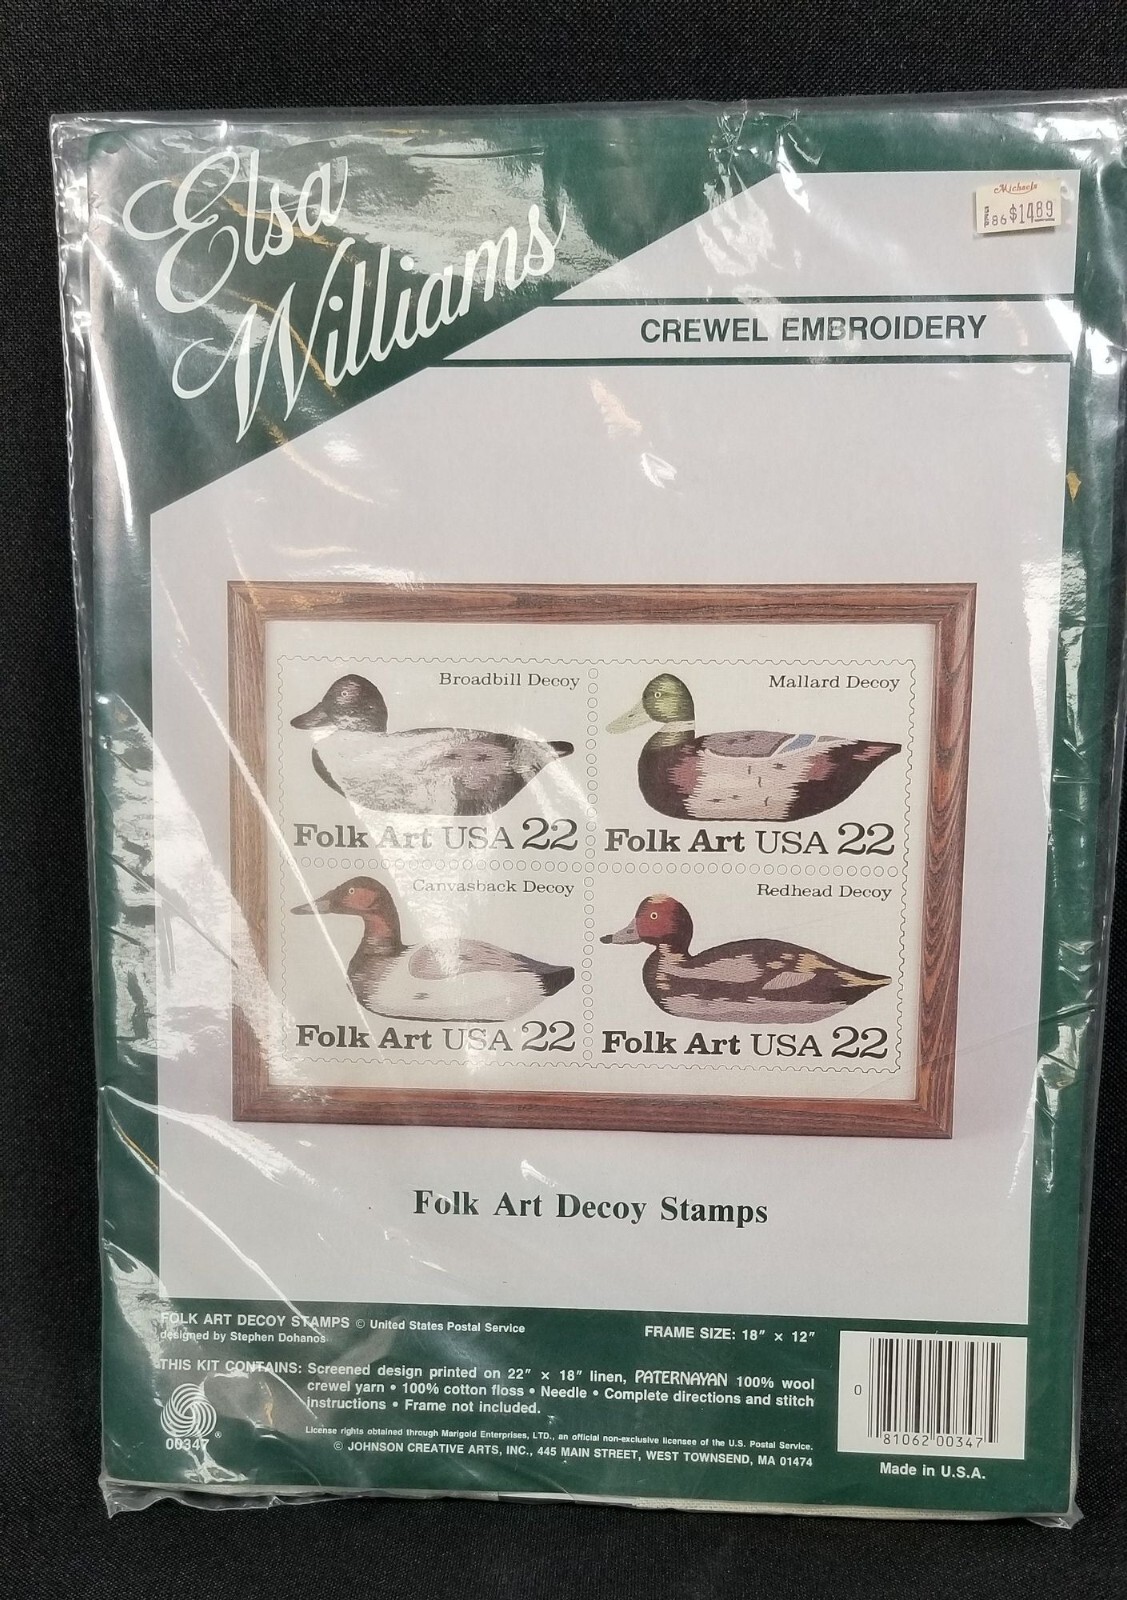 Elsa
Williams
Michaels
86 $14.89
CREWEL EMBROIDERY
Broadbill Decoy
Folk Art USA 22
Mallard Decoy
Folk Art USA 22
Canvasback Decoy
Folk Art USA 22
Redhead Decoy
Folk Art USA 22
Folk Art Decoy Stamps
FOLK ART DECOY STAMPS © United States Postal Service
designed by Stephen Dohanos
FRAME SIZE: 18" × 12"
THIS KIT CONTAINS: Screened design printed on 22" × 18" linen, PATERNAYAN 100% wool
crewel yarn • 100% cotton floss • Needle • Complete directions and stitch
instructions • Frame not included.
®
00347
License rights obtained through Marigold Enterprises, LTD., an official non-exclusive licensee of the U.S. Postal Service.
© JOHNSON CREATIVE ARTS, INC., 445 MAIN STREET, WEST TOWNSEND, MA 01474
0
81062 00347
Made in U.S.A.